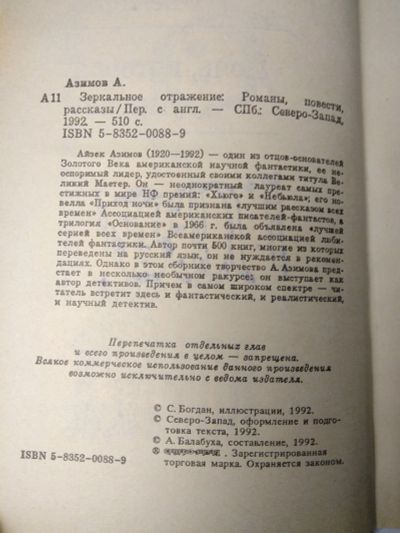 Азимов А.
А11 Зеркальное отражение: Романы, повести,
рассказы/Пер. с англ. — СПб.: Северо-Запад,
1992. — 510 с.
ISBN 5-8352-0088-9
Айзек Азимов (1920—1992) — один из отцов-основателей
Золотого Века американской научной фантастики, ее не-
оспоримый лидер, удостоенный своими коллегами титула Ве-
ликий Мастер. Он — неоднократный лауреат самых пре-
стижных в мире НФ премий: «Хьюго» и «Небьюла»; его но-
велла «Приход ночи» была признана «лучшим рассказом всех
времен» Ассоциацией американских писателей-фантастов, а
трилогия «Основание» в 1966 г. была объявлена «лучшей
серией всех времен» Всеамериканской ассоциацией люби-
телей фантастики. Автор почти 500 книг, многие из которых
переведены на русский язык, он не нуждается в рекомен-
дациях. Однако в этом сборнике творчество А. Азимова пред-
стает в несколько необычном ракурсе: он выступает как
автор детективов. Причем в самом широком спектре — чи-
татель встретит здесь и фантастический, и реалистический,
и научный детектив.
Перепечатка отдельных глав
и всего произведения в целом — запрещена.
Всякое коммерческое использование данного произведения
возможно исключительно с ведома издателя.
© С. Богдан, иллюстрации, 1992.
© Северо-Запад, оформление и подго-
товка текста, 1992.
© А. Балабуха, составление, 1992.
® северо-запад. Зарегистрированная
торговая марка. Охраняется законом.
ISBN 5-8352-0088-9